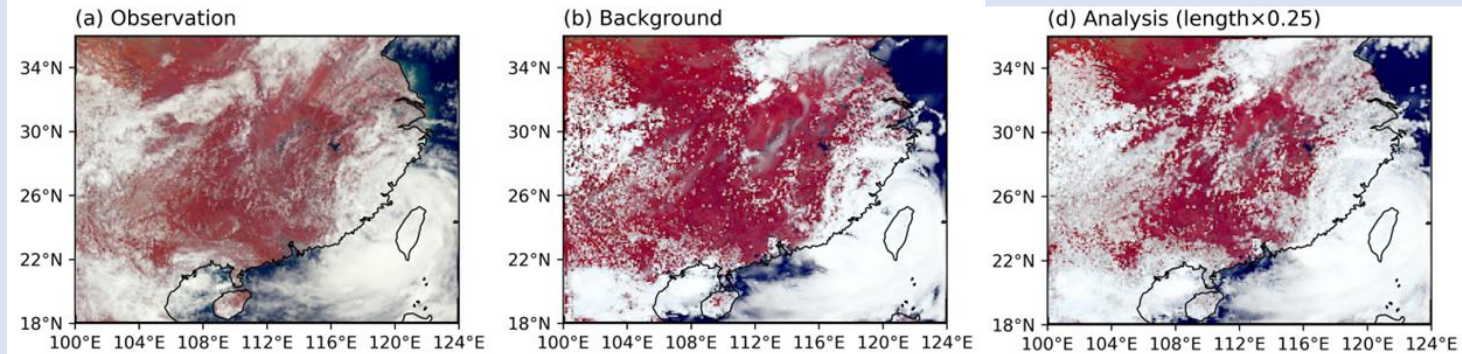 (a) Observation
(b) Background
(d) Analysis (length×0.25)
34°N
30°N
26°N
22°N
18°N
100°E 104°E 108°E 112°E 116°E 120°E 124°E
34°N
30°N
26°N
22°N
18°N
100°E 104°E 108°E 112°E 116°E 120°E 124°E
34°N
30°N
26°N
22°N
18°N
100°E 104°E 108°E 112°E 116°E 120°E 124°E